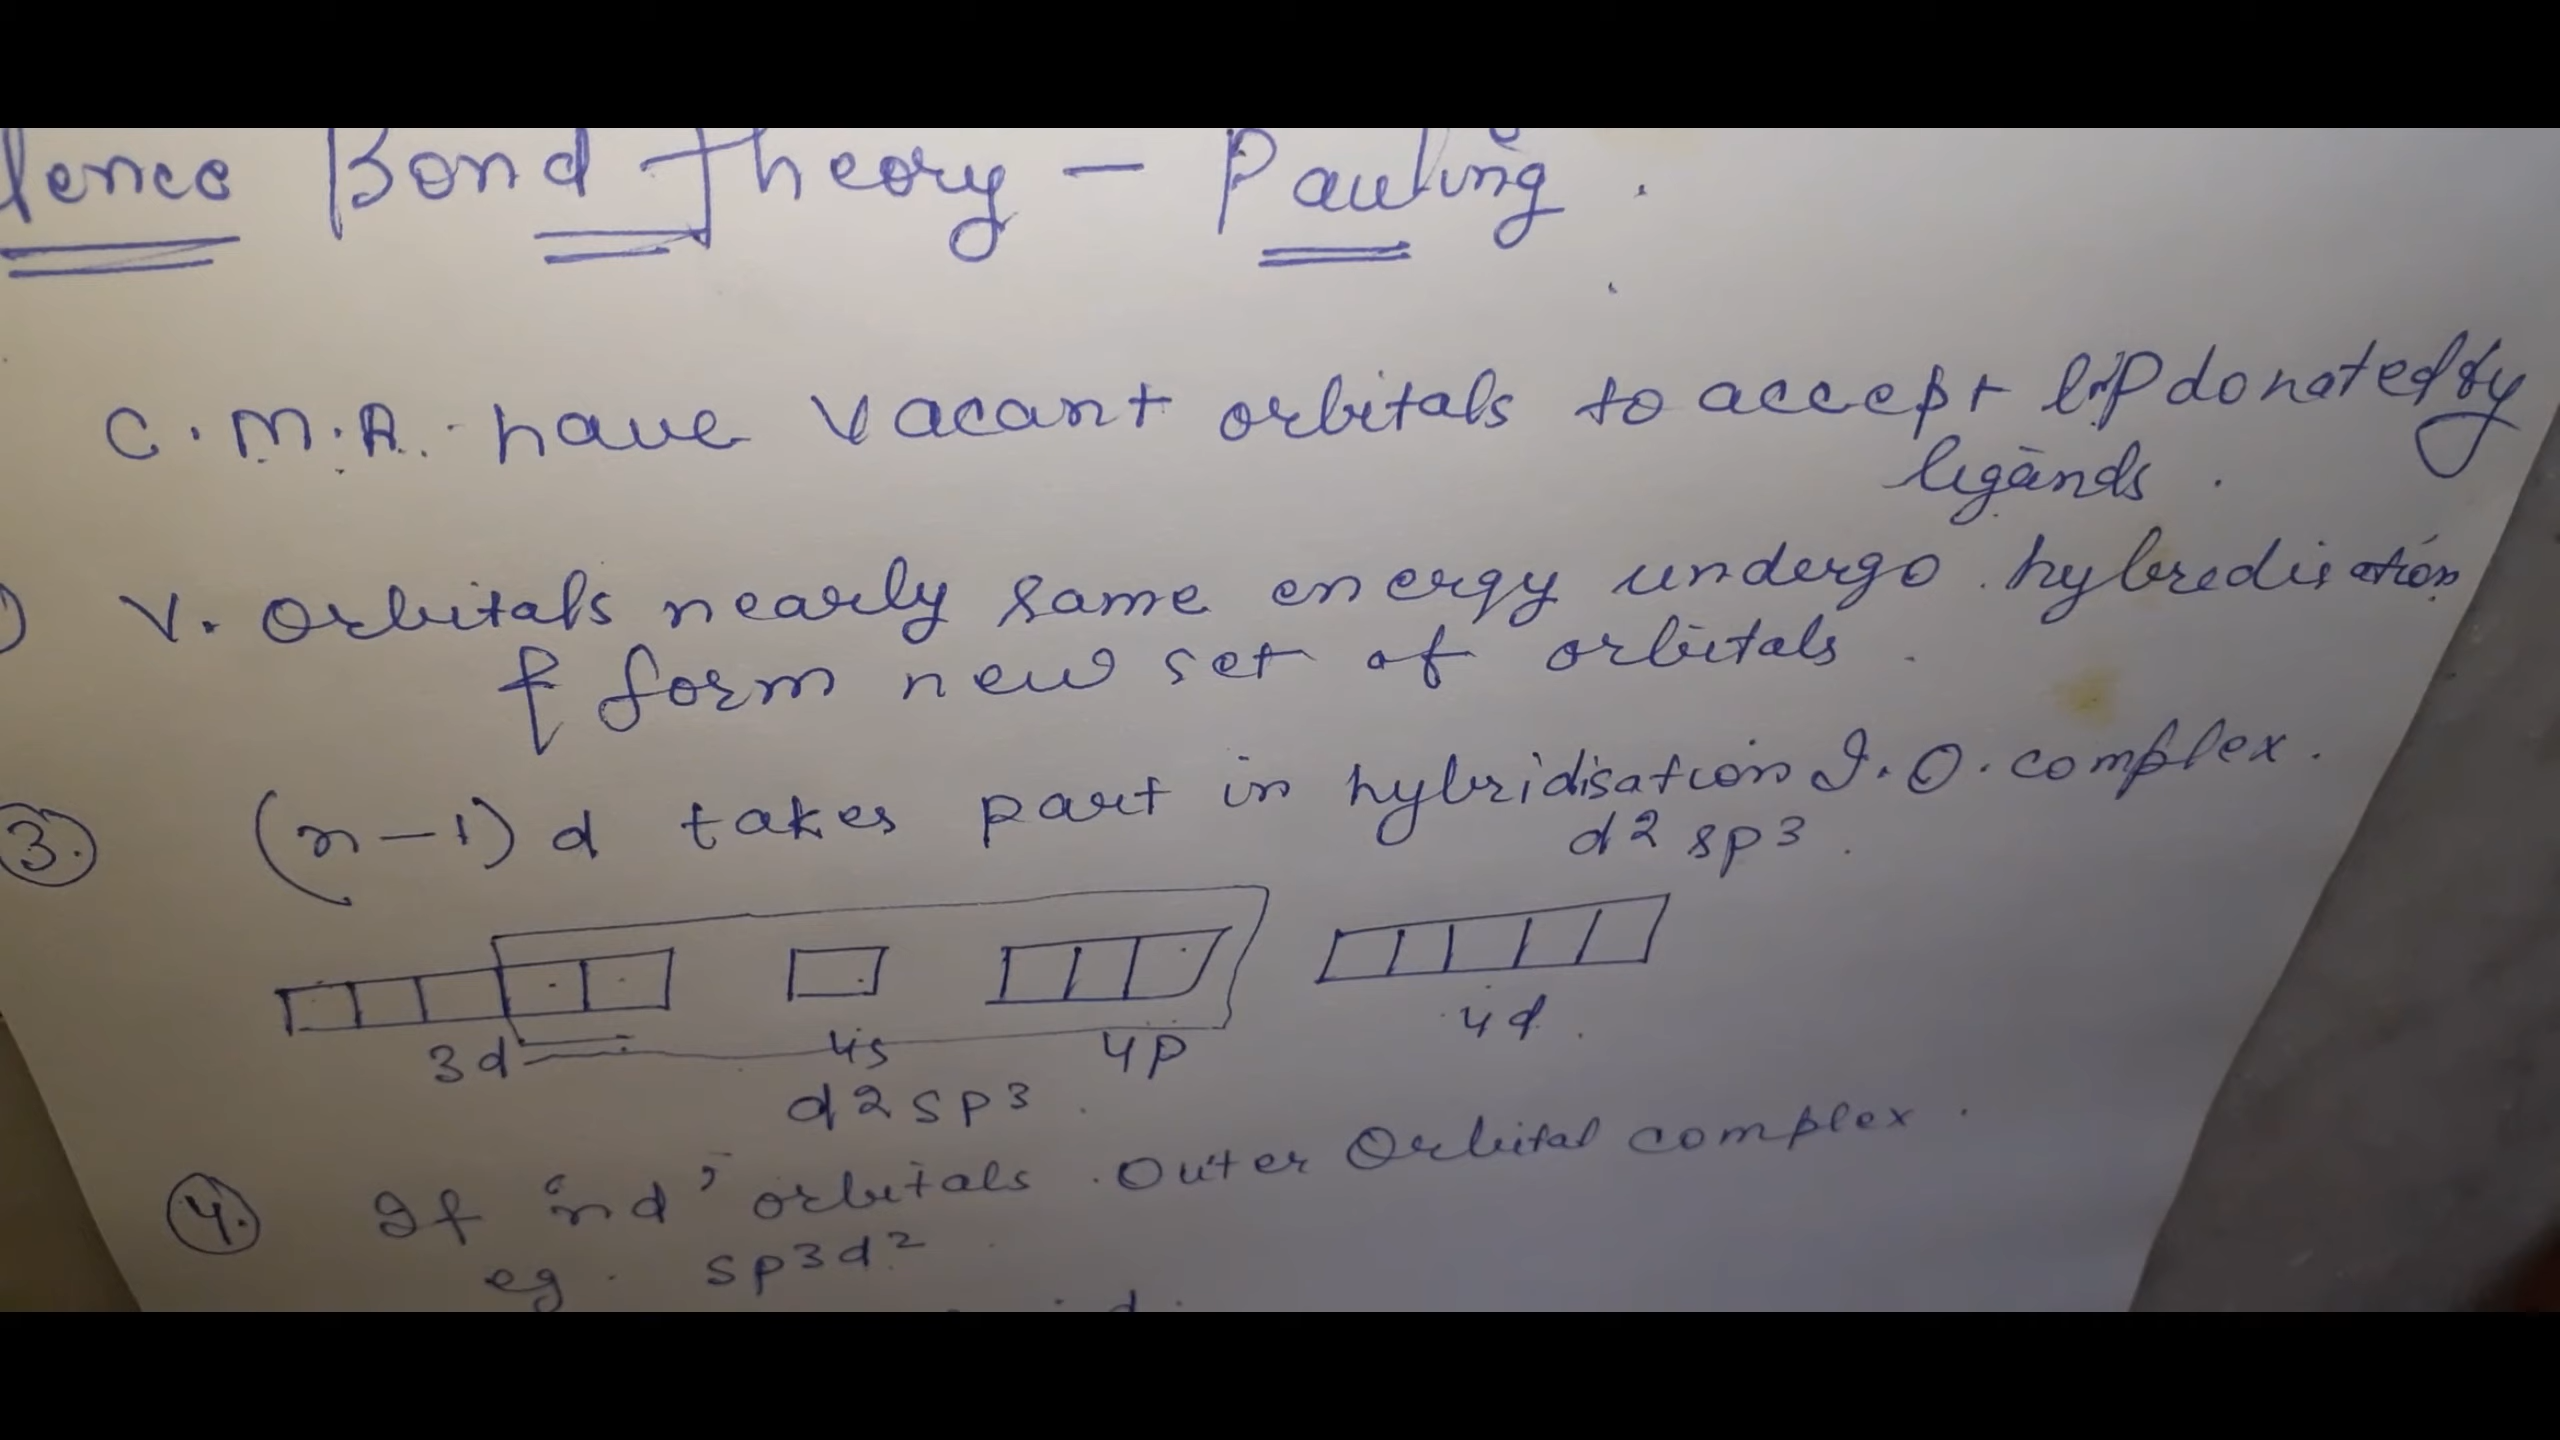 lence Bond Theory - Pauling.
C.M.A. have vacant orbitals to accept l.p donated by
ligands.
) V. orbitals nearly same energy undergo hybredisation
& form new set of orbitals.
3. (n-1) d takes part in hybridisation I.O. complex.
d2 sp3.
3d 4s 4p 4d.
d2sp3.
4. If 'nd' orbitals. Outer Orbital complex.
eg. sp3d2